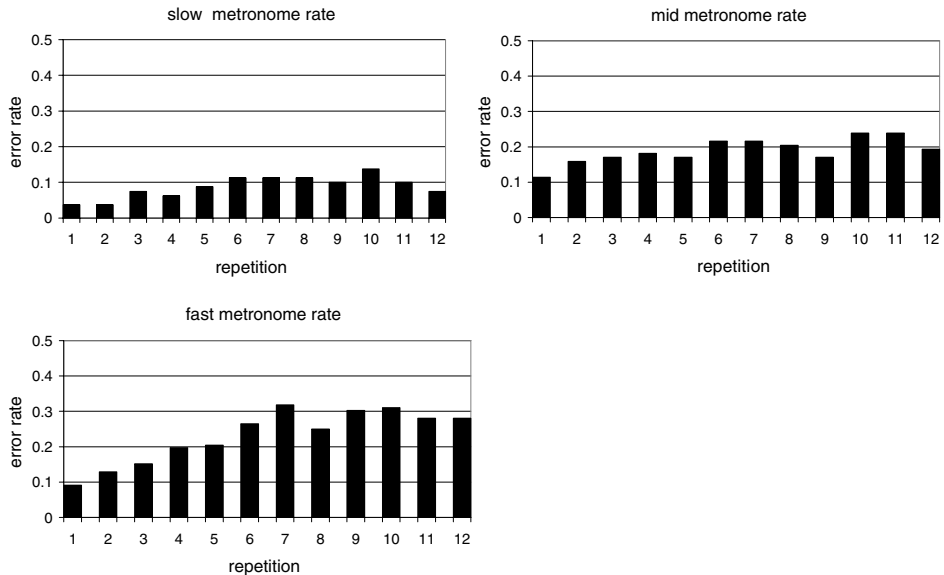 slow metronome rate
0.5
0.4
0.3
0.2
0.1
0
error rate
1 2 3 4 5 6 7 8 9 10 11 12
repetition
mid metronome rate
0.5
0.4
0.3
0.2
0.1
0
error rate
1 2 3 4 5 6 7 8 9 10 11 12
repetition
fast metronome rate
0.5
0.4
0.3
0.2
0.1
0
error rate
1 2 3 4 5 6 7 8 9 10 11 12
repetition